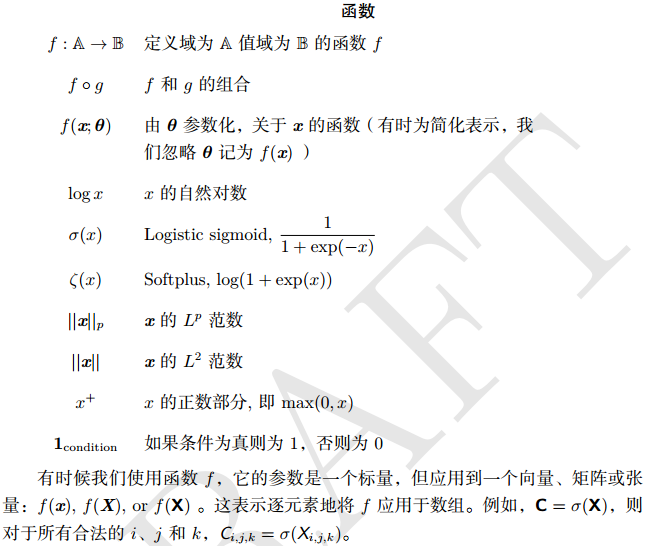 函数
f : 𝔸 → 𝔹 定义域为 𝔸 值域为 𝔹 的函数 f
f ∘ g f 和 g 的组合
f(x; θ) 由 θ 参数化，关于 x 的函数（有时为简化表示，我
们忽略 θ 记为 f(x) ）
log x x 的自然对数
σ(x) Logistic sigmoid, 1 / (1 + exp(−x))
ζ(x) Softplus, log(1 + exp(x))
||x||ₚ x 的 Lᵖ 范数
||x|| x 的 L² 范数
x⁺ x 的正数部分, 即 max(0, x)
1condition 如果条件为真则为 1，否则为 0
有时候我们使用函数 f，它的参数是一个标量，但应用到一个向量、矩阵或张
量：f(x), f(X), or f(X) 。这表示逐元素地将 f 应用于数组。例如，C = σ(X)，则
对于所有合法的 i、j 和 k，Ci,j,k = σ(Xi,j,k)。